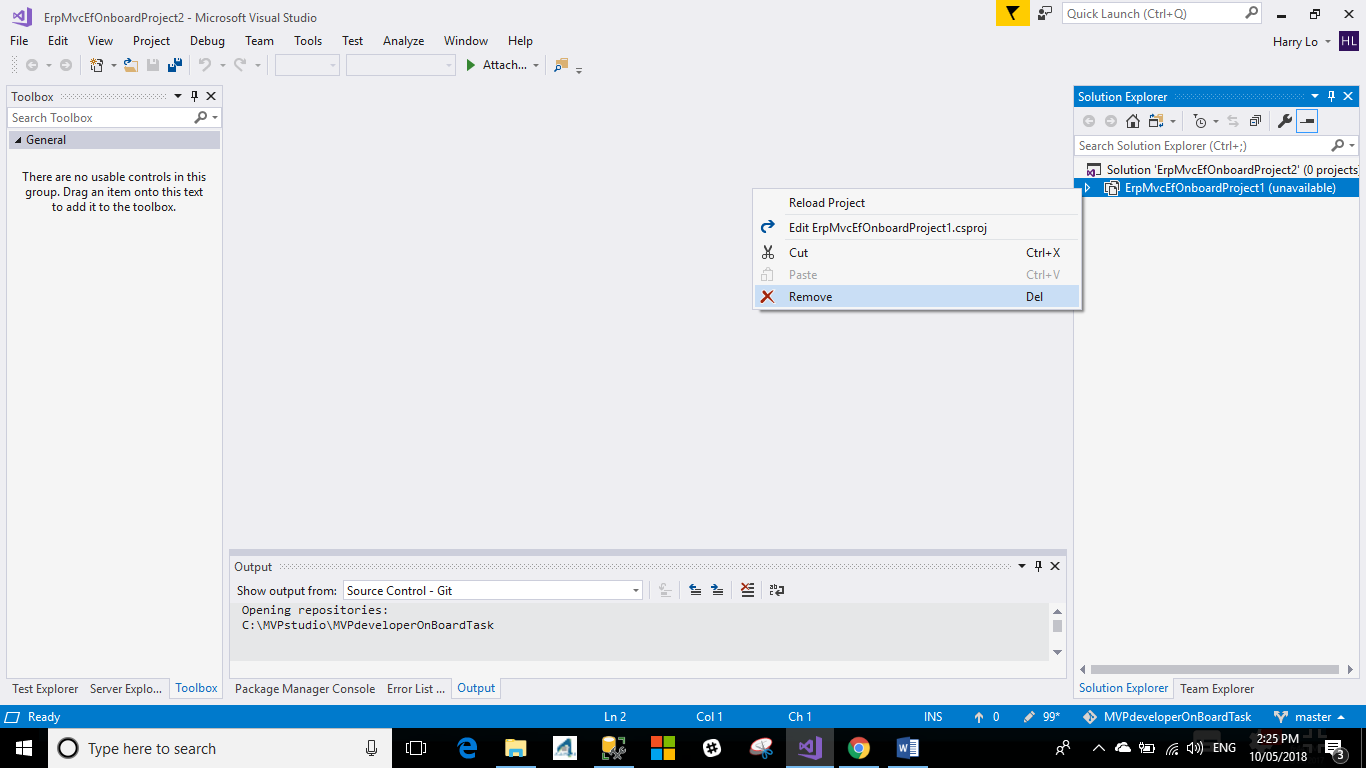 ErpMvcEfOnboardProject2 - Microsoft Visual Studio
Quick Launch (Ctrl+Q)
File Edit View Project Debug Team Tools Test Analyze Window Help
Harry Lo HL
Attach...
Toolbox
Search Toolbox
General
There are no usable controls in this
group. Drag an item onto this text
to add it to the toolbox.
Solution Explorer
Search Solution Explorer (Ctrl+;)
Solution 'ErpMvcEfOnboardProject2' (0 projects
ErpMvcEfOnboardProject1 (unavailable)
Reload Project
Edit ErpMvcEfOnboardProject1.csproj
Cut Ctrl+X
Paste Ctrl+V
Remove Del
Output
Show output from: Source Control - Git
Opening repositories:
C:\MVPstudio\MVPdeveloperOnBoardTask
Test Explorer Server Explo... Toolbox
Package Manager Console Error List ... Output
Solution Explorer Team Explorer
Ready Ln 2 Col 1 Ch 1 INS 0 99* MVPdeveloperOnBoardTask master
Type here to search
ENG
2:25 PM
10/05/2018
3